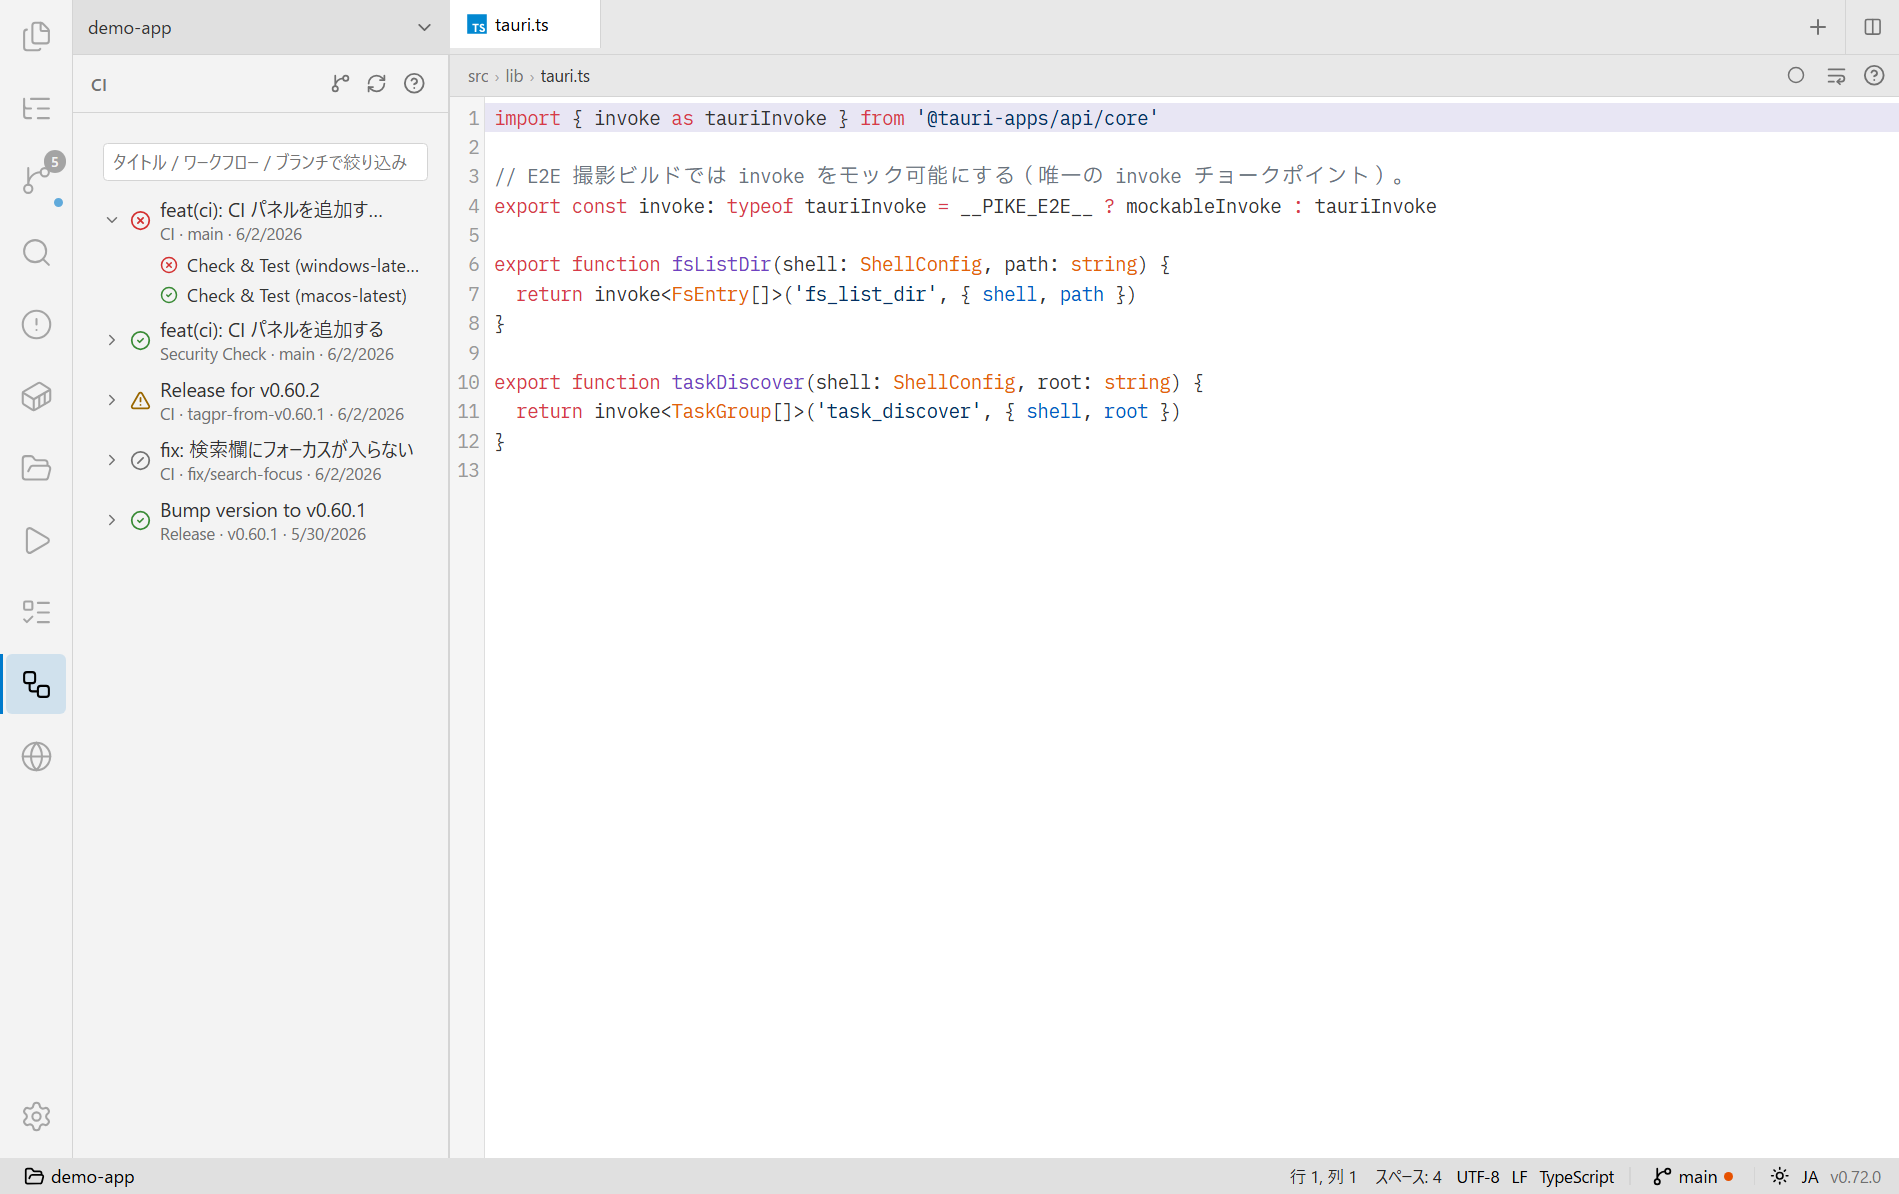 demo-app
TS tauri.ts
CI
src › lib › tauri.ts
5
タイトル / ワークフロー / ブランチで絞り込み
feat(ci): CI パネルを追加す...
CI · main · 6/2/2026
Check & Test (windows-late...
Check & Test (macos-latest)
feat(ci): CI パネルを追加する
Security Check · main · 6/2/2026
Release for v0.60.2
CI · tagpr-from-v0.60.1 · 6/2/2026
fix: 検索欄にフォーカスが入らない
CI · fix/search-focus · 6/2/2026
Bump version to v0.60.1
Release · v0.60.1 · 5/30/2026
1 import { invoke as tauriInvoke } from '@tauri-apps/api/core'
2
3 // E2E 撮影ビルドでは invoke をモック可能にする（唯一の invoke チョークポイント）。
4 export const invoke: typeof tauriInvoke = __PIKE_E2E__ ? mockableInvoke : tauriInvoke
5
6 export function fsListDir(shell: ShellConfig, path: string) {
7   return invoke<FsEntry[]>('fs_list_dir', { shell, path })
8 }
9
10 export function taskDiscover(shell: ShellConfig, root: string) {
11   return invoke<TaskGroup[]>('task_discover', { shell, root })
12 }
13
demo-app
行 1, 列 1 スペース: 4 UTF-8 LF TypeScript main JA v0.72.0